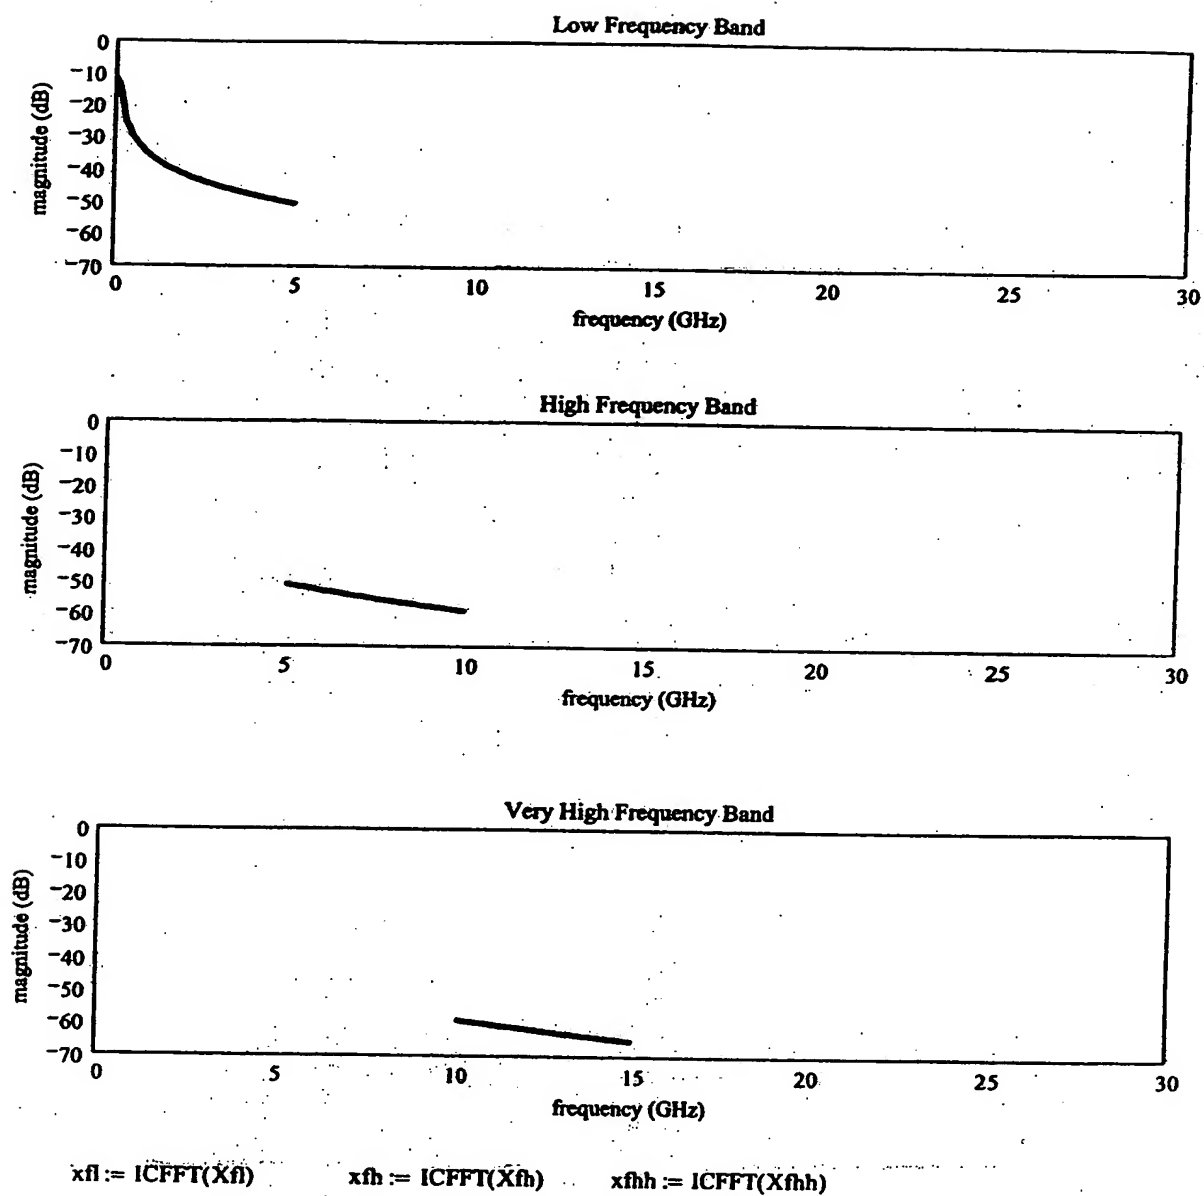 Low Frequency Band
magnitude (dB)
0
−10
−20
−30
−40
−50
−60
−70
0 5 10 15 20 25 30
frequency (GHz)
High Frequency Band
magnitude (dB)
0
−10
−20
−30
−40
−50
−60
−70
0 5 10 15 20 25 30
frequency (GHz)
Very High Frequency Band
magnitude (dB)
0
−10
−20
−30
−40
−50
−60
−70
0 5 10 15 20 25 30
frequency (GHz)
xfl := ICFFT(Xfl) xfh := ICFFT(Xfh) xfhh := ICFFT(Xfhh)